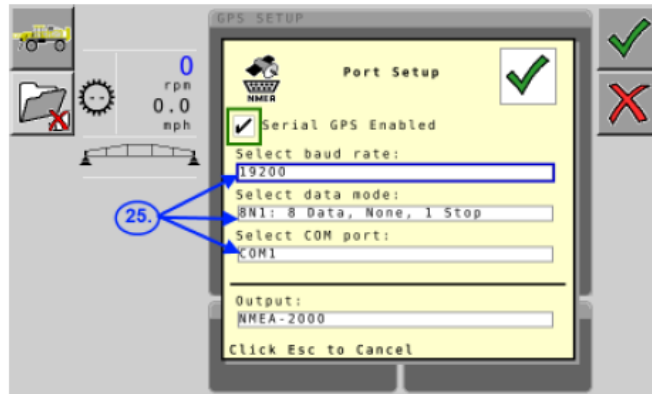 GPS SETUP
0
rpm
0.0
mph
Port Setup
NMEA
Serial GPS Enabled
Select baud rate:
19200
Select data mode:
8N1: 8 Data, None, 1 Stop
Select COM port:
COM1
25.
Output:
NMEA-2000
Click Esc to Cancel